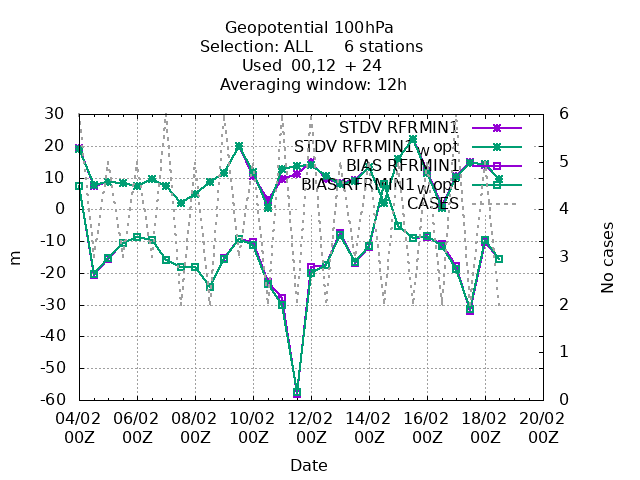 Geopotential 100hPa
Selection: ALL 6 stations
Used 00,12 + 24
Averaging window: 12h
30
20
10
0
-10
-20
-30
-40
-50
-60
m
6
5
4
3
2
1
0
No cases
STDV RFRMIN1
STDV RFRMIN1_w opt
BIAS RFRMIN1
BIAS RFRMIN1_w opt
CASES
04/02 06/02 08/02 10/02 12/02 14/02 16/02 18/02 20/02
00Z 00Z 00Z 00Z 00Z 00Z 00Z 00Z 00Z
Date